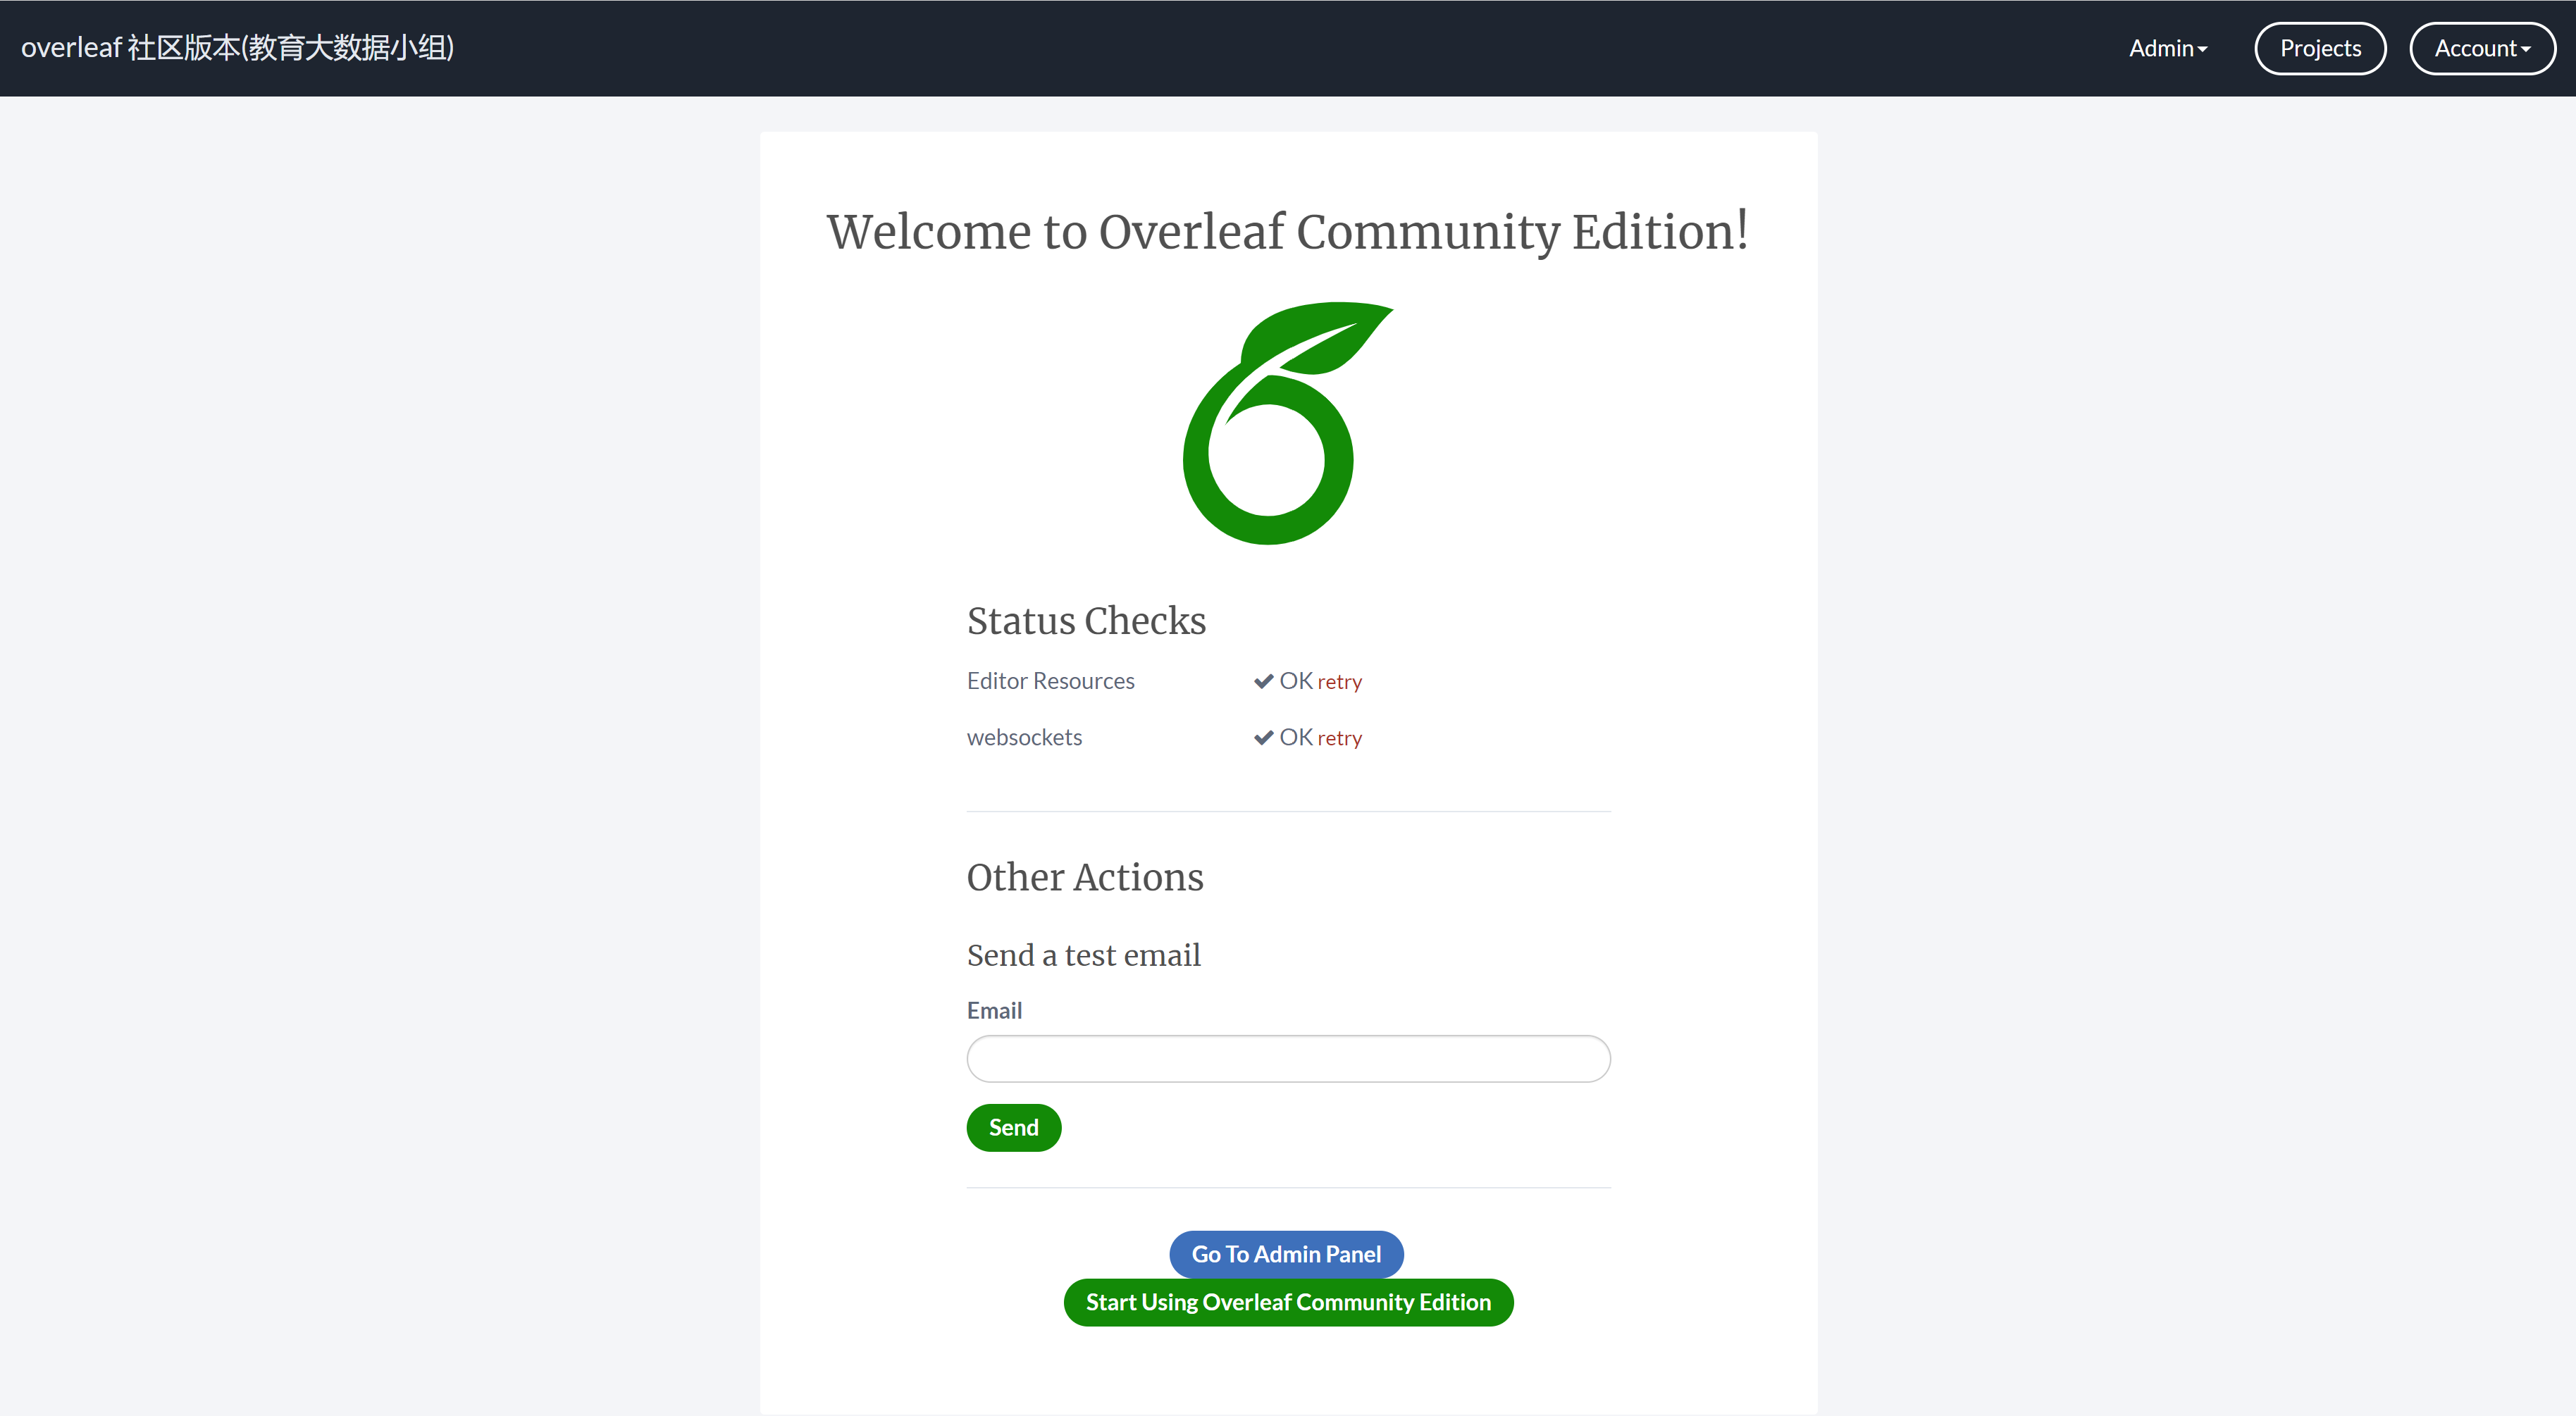 overleaf 社区版本(教育大数据小组)
Admin
Projects
Account
Welcome to Overleaf Community Edition!
Status Checks
Editor Resources
OK retry
websockets
OK retry
Other Actions
Send a test email
Email
Send
Go To Admin Panel
Start Using Overleaf Community Edition